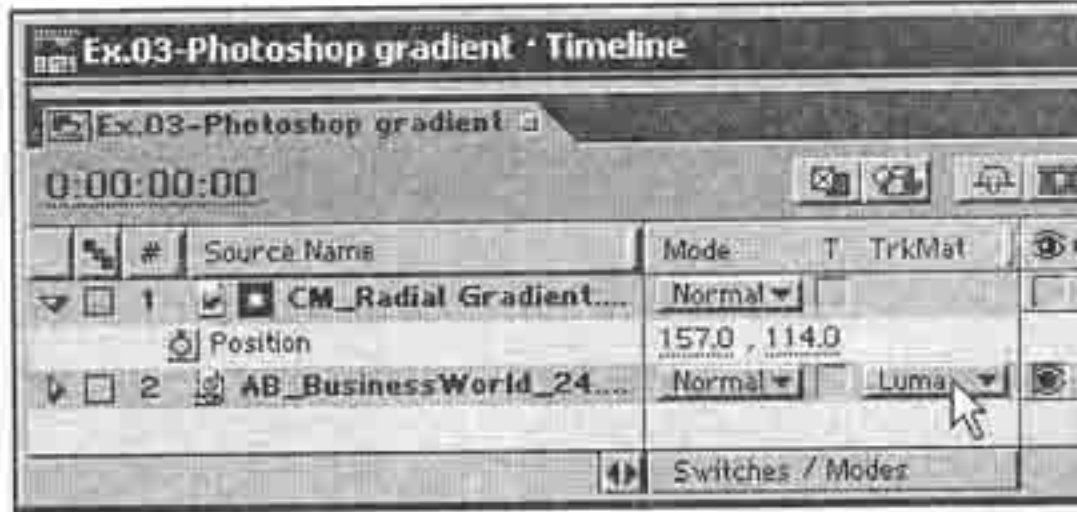 Ex.03-Photoshop gradient · Timeline
Ex.03-Photoshop gradient
0:00:00:00
# Source Name Mode T TrkMat
1 CM_Radial Gradient.... Normal
Position 157.0 , 114.0
2 AB_BusinessWorld_24.... Normal Luma
Switches / Modes